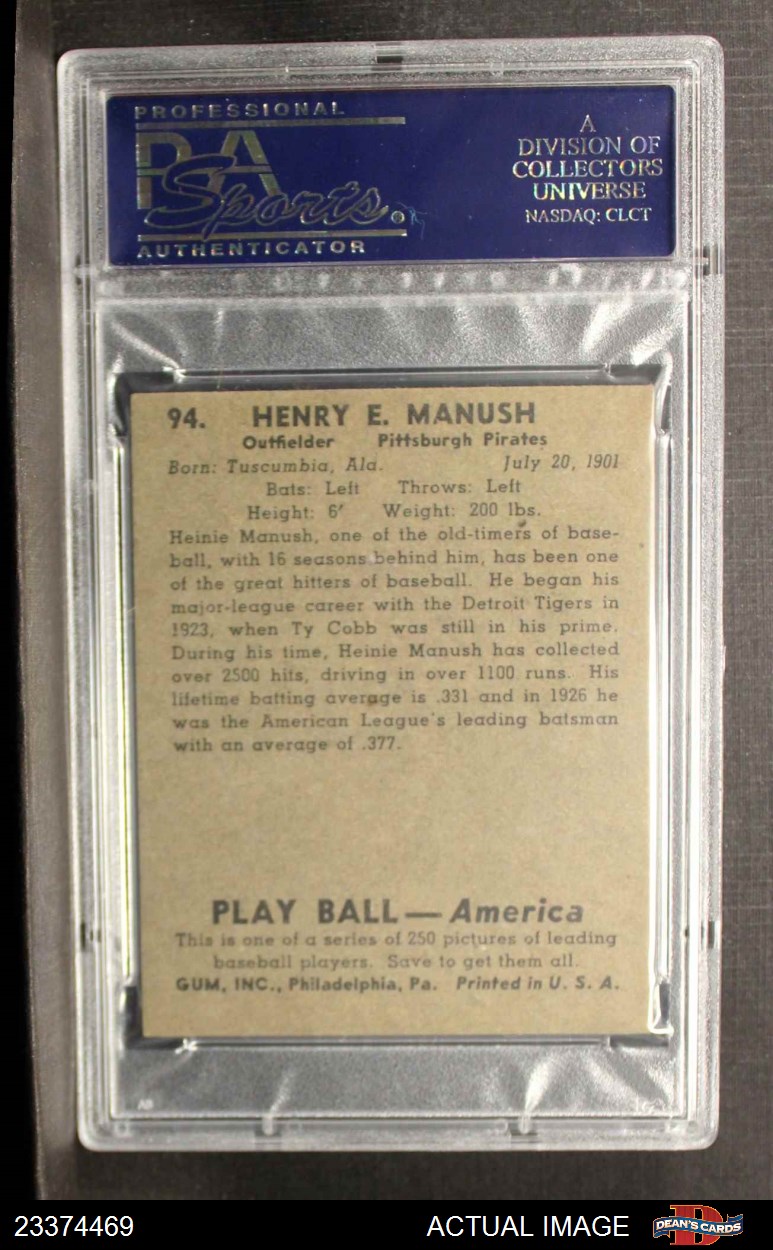 PROFESSIONAL
PSA
Sports®
AUTHENTICATOR
A
DIVISION OF
COLLECTORS
UNIVERSE
NASDAQ: CLCT
94. HENRY E. MANUSH
Outfielder Pittsburgh Pirates
Born: Tuscumbia, Ala. July 20, 1901
Bats: Left Throws: Left
Height: 6' Weight: 200 lbs.
Heinie Manush, one of the old-timers of base-
ball, with 16 seasons behind him, has been one
of the great hitters of baseball. He began his
major-league career with the Detroit Tigers in
1923, when Ty Cobb was still in his prime.
During his time, Heinie Manush has collected
over 2500 hits, driving in over 1100 runs. His
lifetime batting average is .331 and in 1926 he
was the American League's leading batsman
with an average of .377.
PLAY BALL — America
This is one of a series of 250 pictures of leading
baseball players. Save to get them all.
GUM, INC., Philadelphia, Pa. Printed in U. S. A.
23374469
ACTUAL IMAGE
DEAN'S CARDS